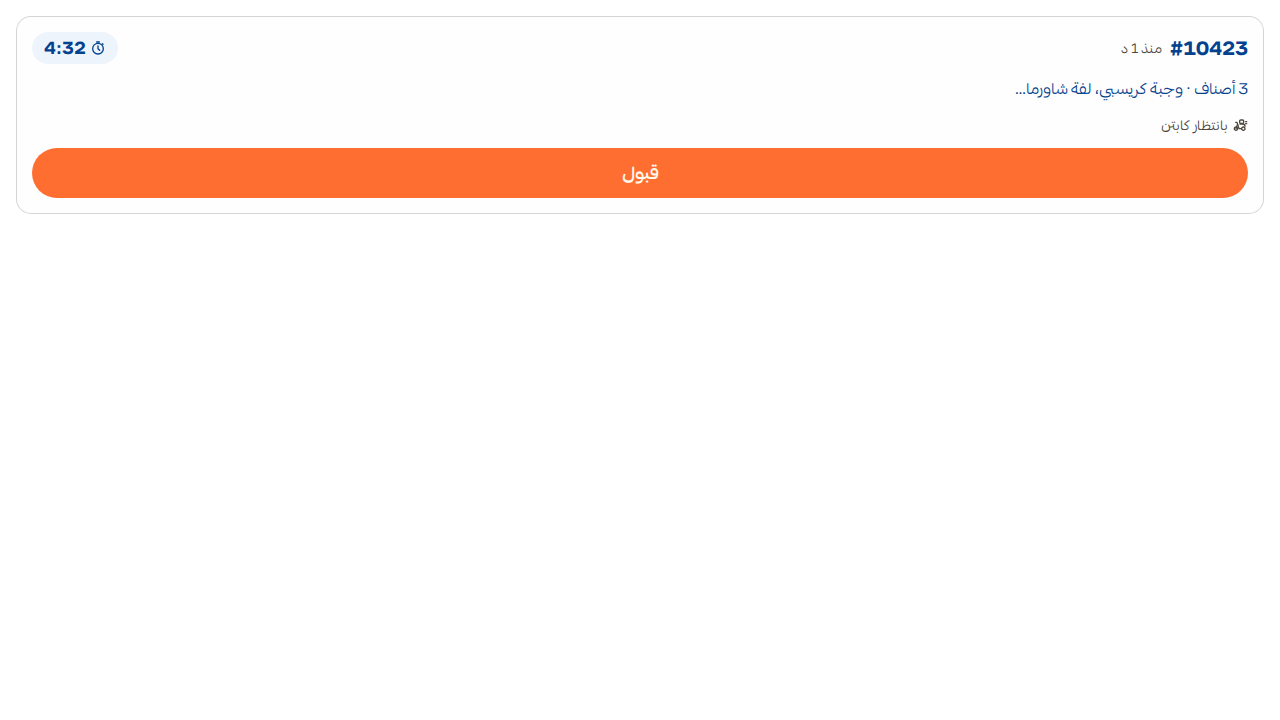 #10423 منذ 1 د 4:32
3 أصناف · وجبة كريسبي، لفة شاورما...
بانتظار كابتن
قبول